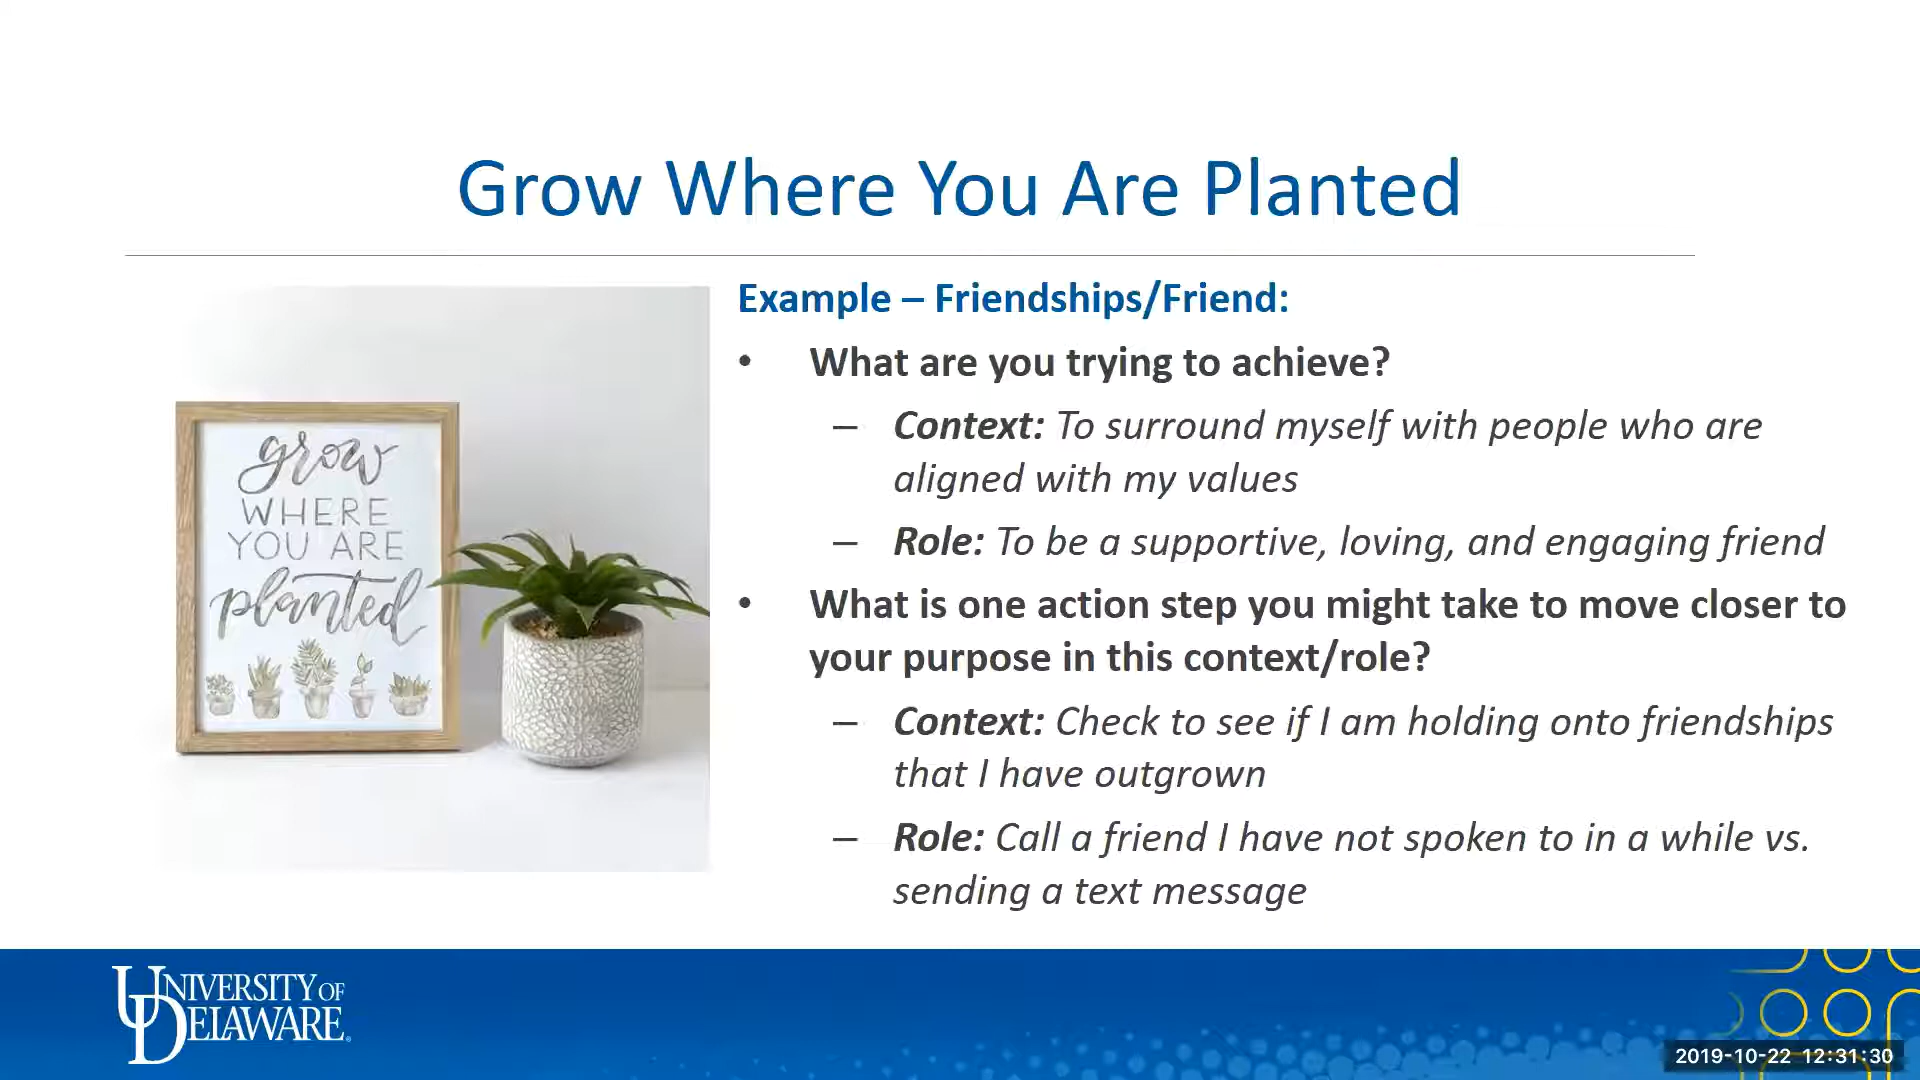 Grow Where You Are Planted
grow
WHERE
YOU ARE
planted
Example – Friendships/Friend:
• What are you trying to achieve?
– Context: To surround myself with people who are
aligned with my values
– Role: To be a supportive, loving, and engaging friend
• What is one action step you might take to move closer to
your purpose in this context/role?
– Context: Check to see if I am holding onto friendships
that I have outgrown
– Role: Call a friend I have not spoken to in a while vs.
sending a text message
UNIVERSITY OF
DELAWARE®
2019-10-22 12:31:30